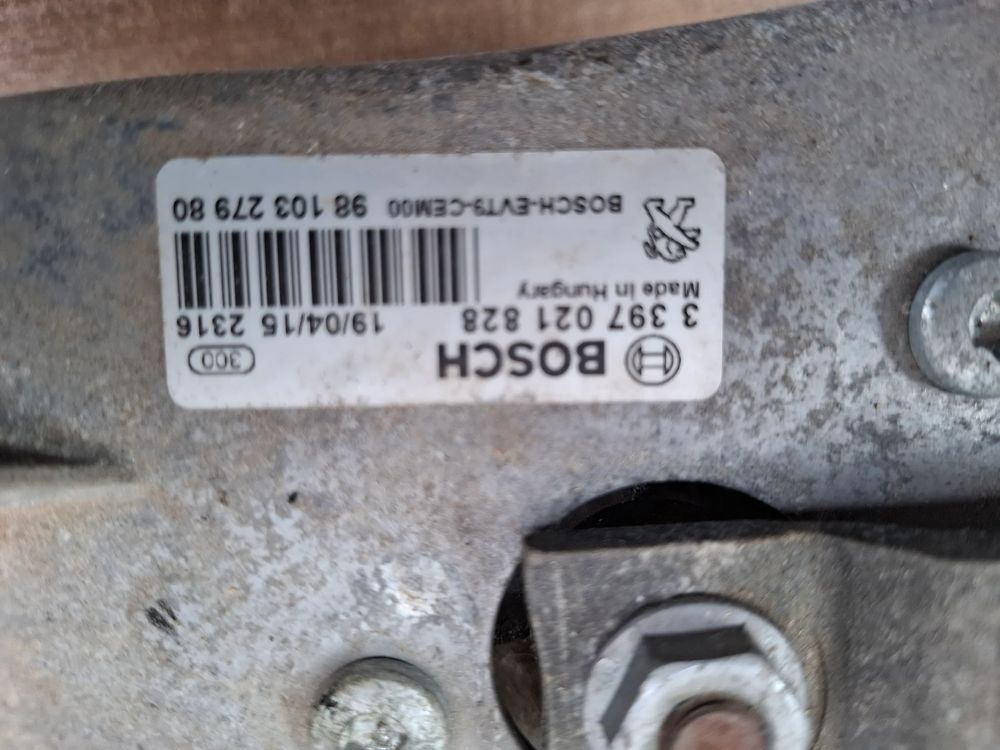 BOSCH 300
3 397 021 828 19/04/15 2316
Made in Hungary
BOSCH-EVT9-CEM00 98 103 279 80